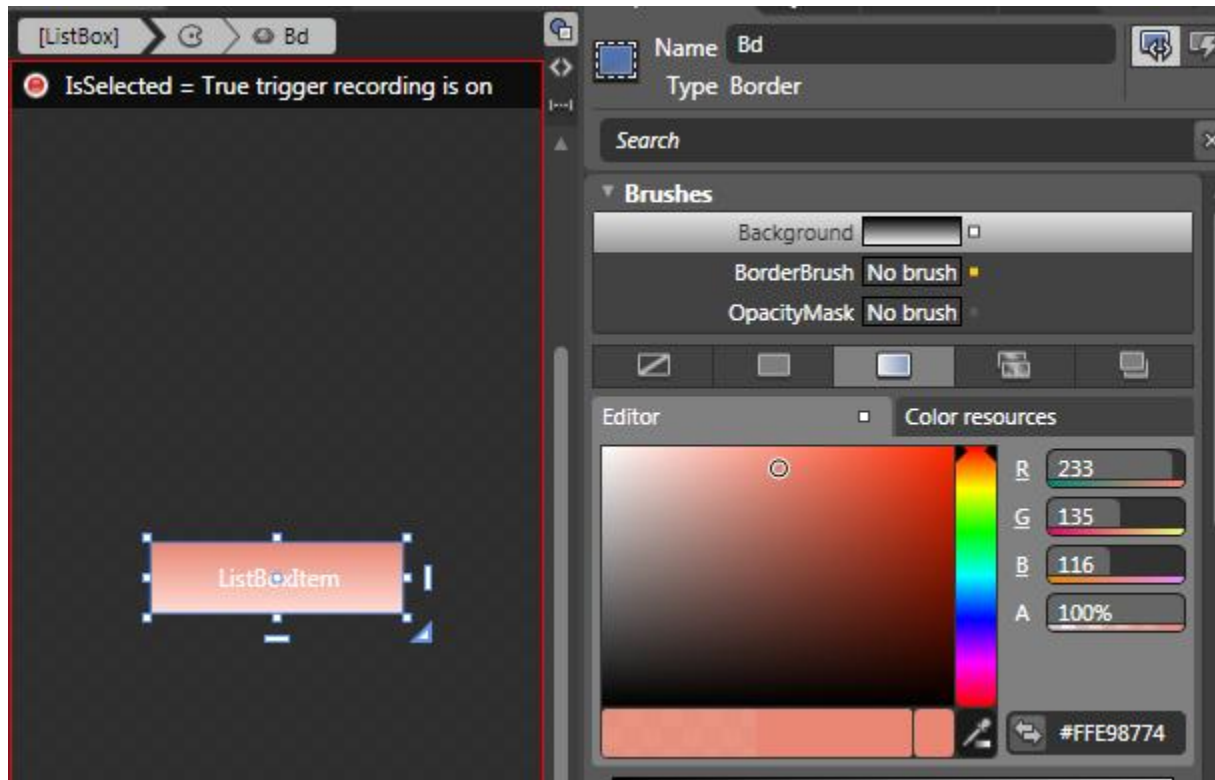 [ListBox] Bd
IsSelected = True trigger recording is on
ListBoxItem
Name Bd
Type Border
Search
Brushes
Background
BorderBrush No brush
OpacityMask No brush
Editor Color resources
R 233
G 135
B 116
A 100%
#FFE98774